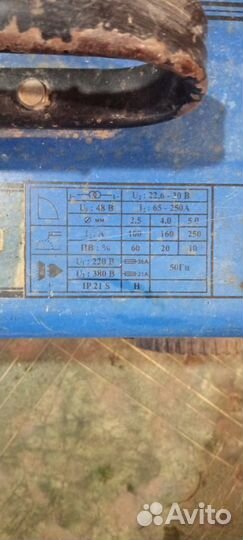 U₂ : 22,6 - 30 В
U₀ : 48 В I₂ : 65 - 250А
Ø мм 2.5 4.0 5.0
I₂ : А 100 160 250
ПВ : % 60 20 10
U₁ : 220 В 36А 50Гц
U₁ : 380 В 21А
IP.21 S H
Avito